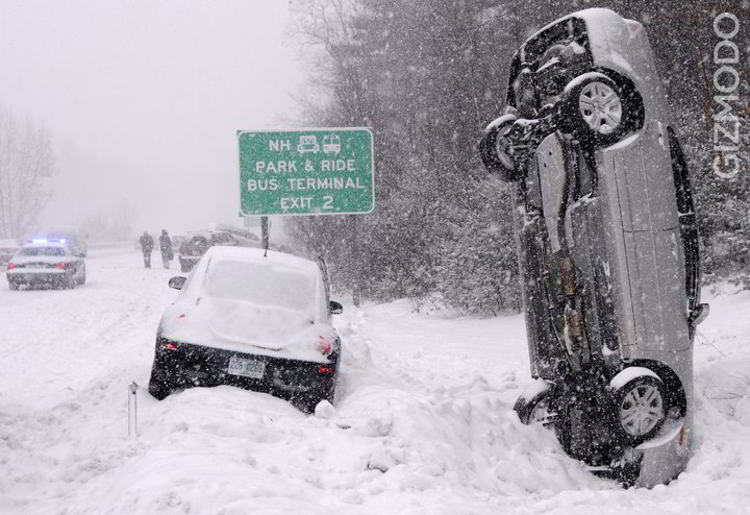 NH
PARK & RIDE
BUS TERMINAL
EXIT 2
GIZMODO